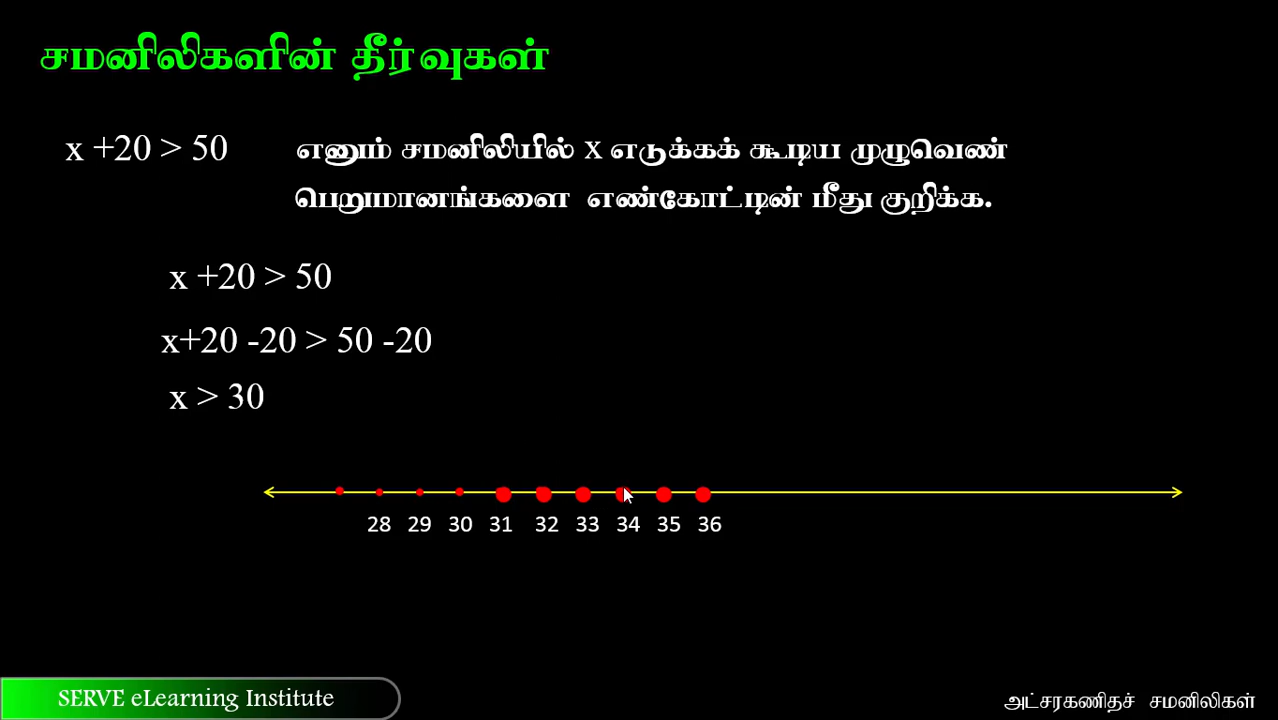 சமனிலிகளின் தீர்வுகள்
x +20 > 50 எனும் சமனிலியில் x எடுக்கக் கூடிய முழுவெண்
பெறுமானங்களை எண்கோட்டின் மீது குறிக்க.
x +20 > 50
x+20 -20 > 50 -20
x > 30
28 29 30 31 32 33 34 35 36
SERVE eLearning Institute
அட்சரகணிதச் சமனிலிகள்